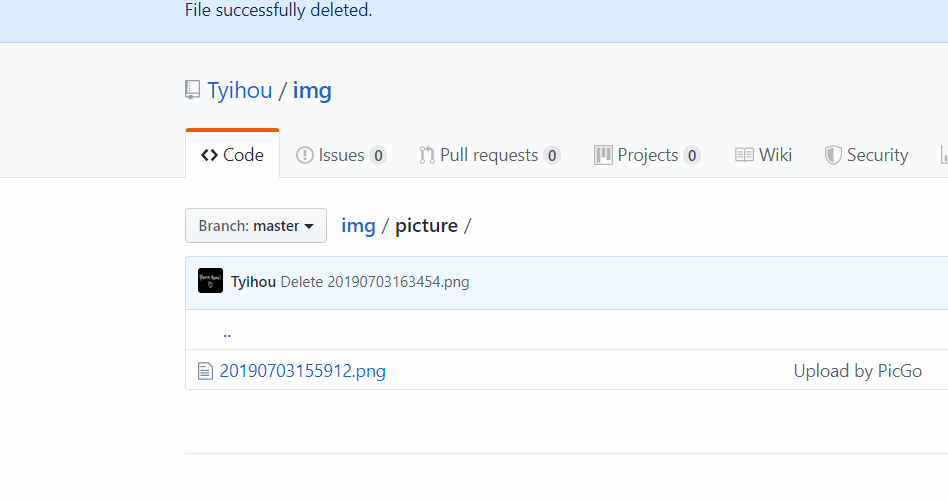 File successfully deleted.
Tyihou / img
Code Issues 0 Pull requests 0 Projects 0 Wiki Security
Branch: master img / picture /
Tyihou Delete 20190703163454.png
..
20190703155912.png Upload by PicGo